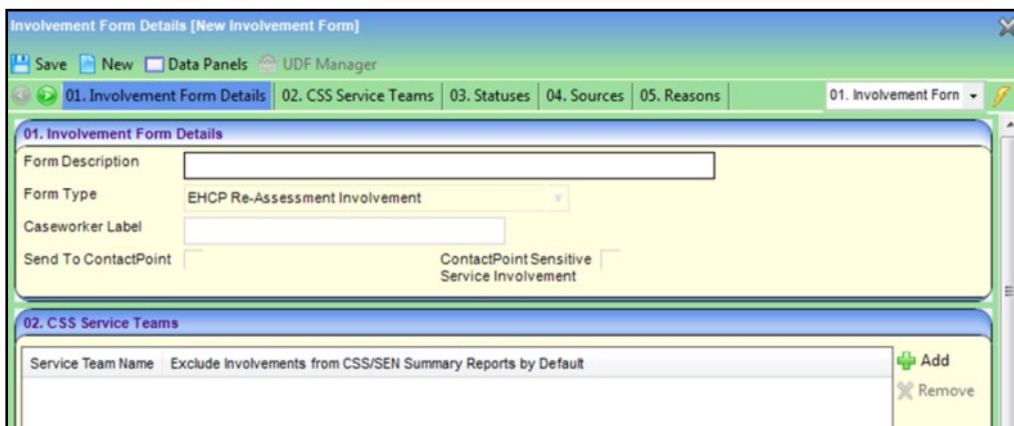 Involvement Form Details [New Involvement Form]
Save New Data Panels UDF Manager
01. Involvement Form Details 02. CSS Service Teams 03. Statuses 04. Sources 05. Reasons 01. Involvement Forn
01. Involvement Form Details
Form Description
Form Type EHCP Re-Assessment Involvement
Caseworker Label
Send To ContactPoint ContactPoint Sensitive
Service Involvement
02. CSS Service Teams
Service Team Name Exclude Involvements from CSS/SEN Summary Reports by Default Add
Remove